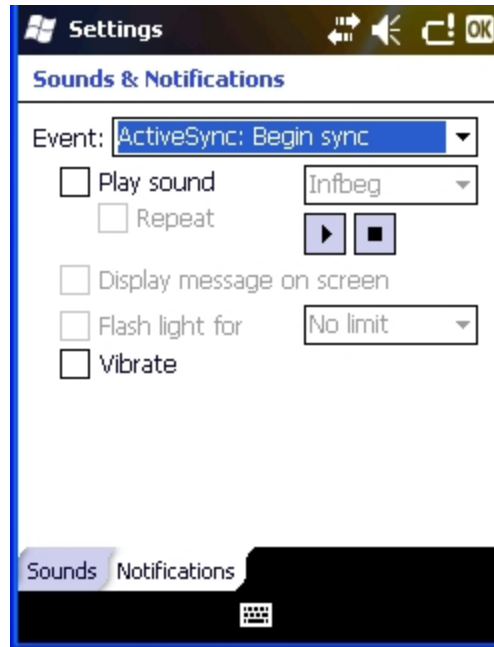 Settings OK
Sounds & Notifications
Event: ActiveSync: Begin sync
Play sound Infbeg
Repeat
Display message on screen
Flash light for No limit
Vibrate
Sounds Notifications